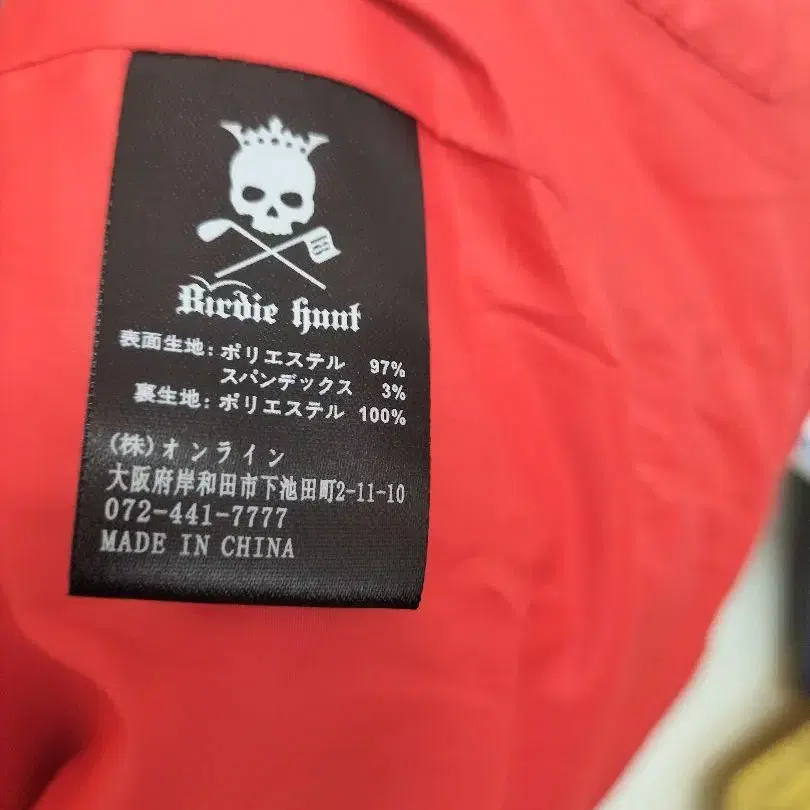 18
Birdie hunt
表面生地: ポリエステル 97%
スパンデックス 3%
裏生地: ポリエステル 100%
(株)オンライン
大阪府岸和田市下池田町2-11-10
072-441-7777
MADE IN CHINA